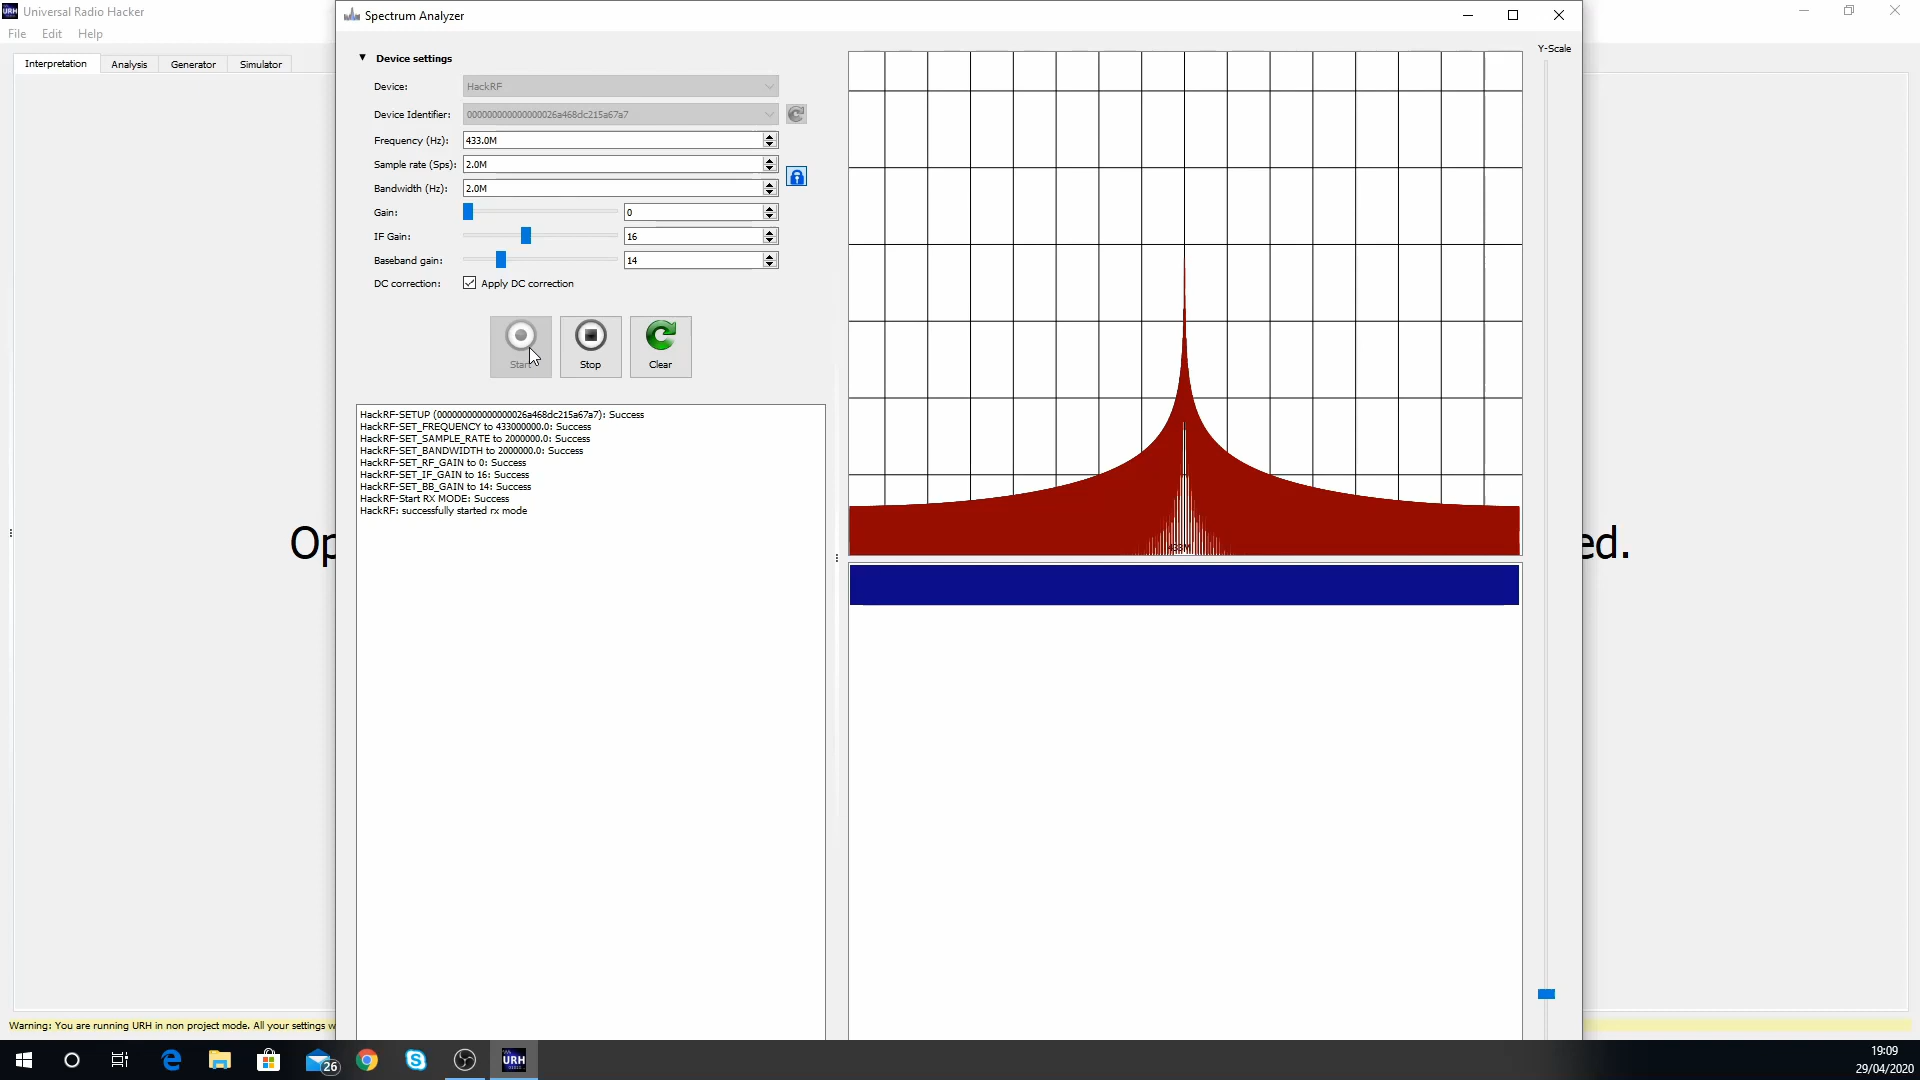 Universal Radio Hacker
File Edit Help
Interpretation Analysis Generator Simulator
Spectrum Analyzer
Device settings
Device: HackRF
Device Identifier: 000000000000000026a468dc215a67a7
Frequency (Hz): 433.0M
Sample rate (Sps): 2.0M
Bandwidth (Hz): 2.0M
Gain: 0
IF Gain: 16
Baseband gain: 14
DC correction: Apply DC correction
Start Stop Clear
HackRF-SETUP (000000000000000026a468dc215a67a7): Success
HackRF-SET_FREQUENCY to 433000000.0: Success
HackRF-SET_SAMPLE_RATE to 2000000.0: Success
HackRF-SET_BANDWIDTH to 2000000.0: Success
HackRF-SET_RF_GAIN to 0: Success
HackRF-SET_IF_GAIN to 16: Success
HackRF-SET_BB_GAIN to 14: Success
HackRF-Start RX MODE: Success
HackRF: successfully started rx mode
Y-Scale
433M
Op
ed.
Warning: You are running URH in non project mode. All your settings w
26
URH
19:09
29/04/2020